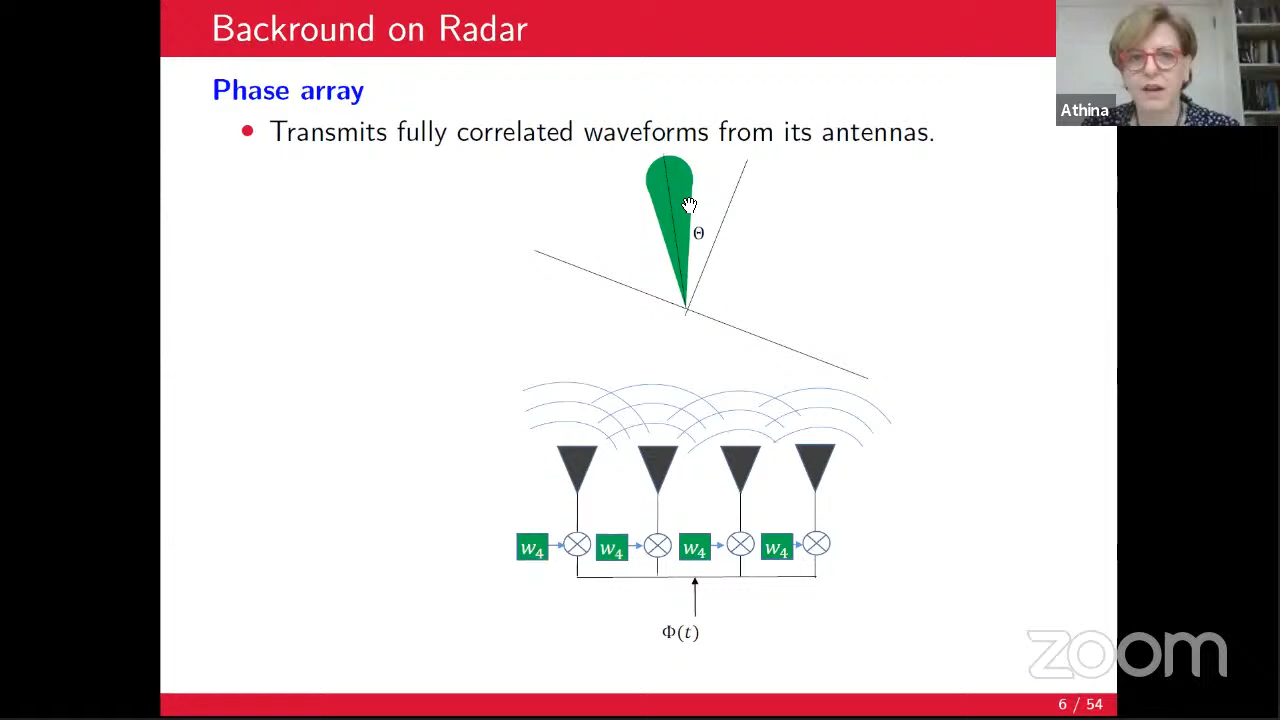 Backround on Radar
Athina
Phase array
• Transmits fully correlated waveforms from its antennas.
Θ
w₄ w₄ w₄ w₄
Φ(t)
zoom
6 / 54